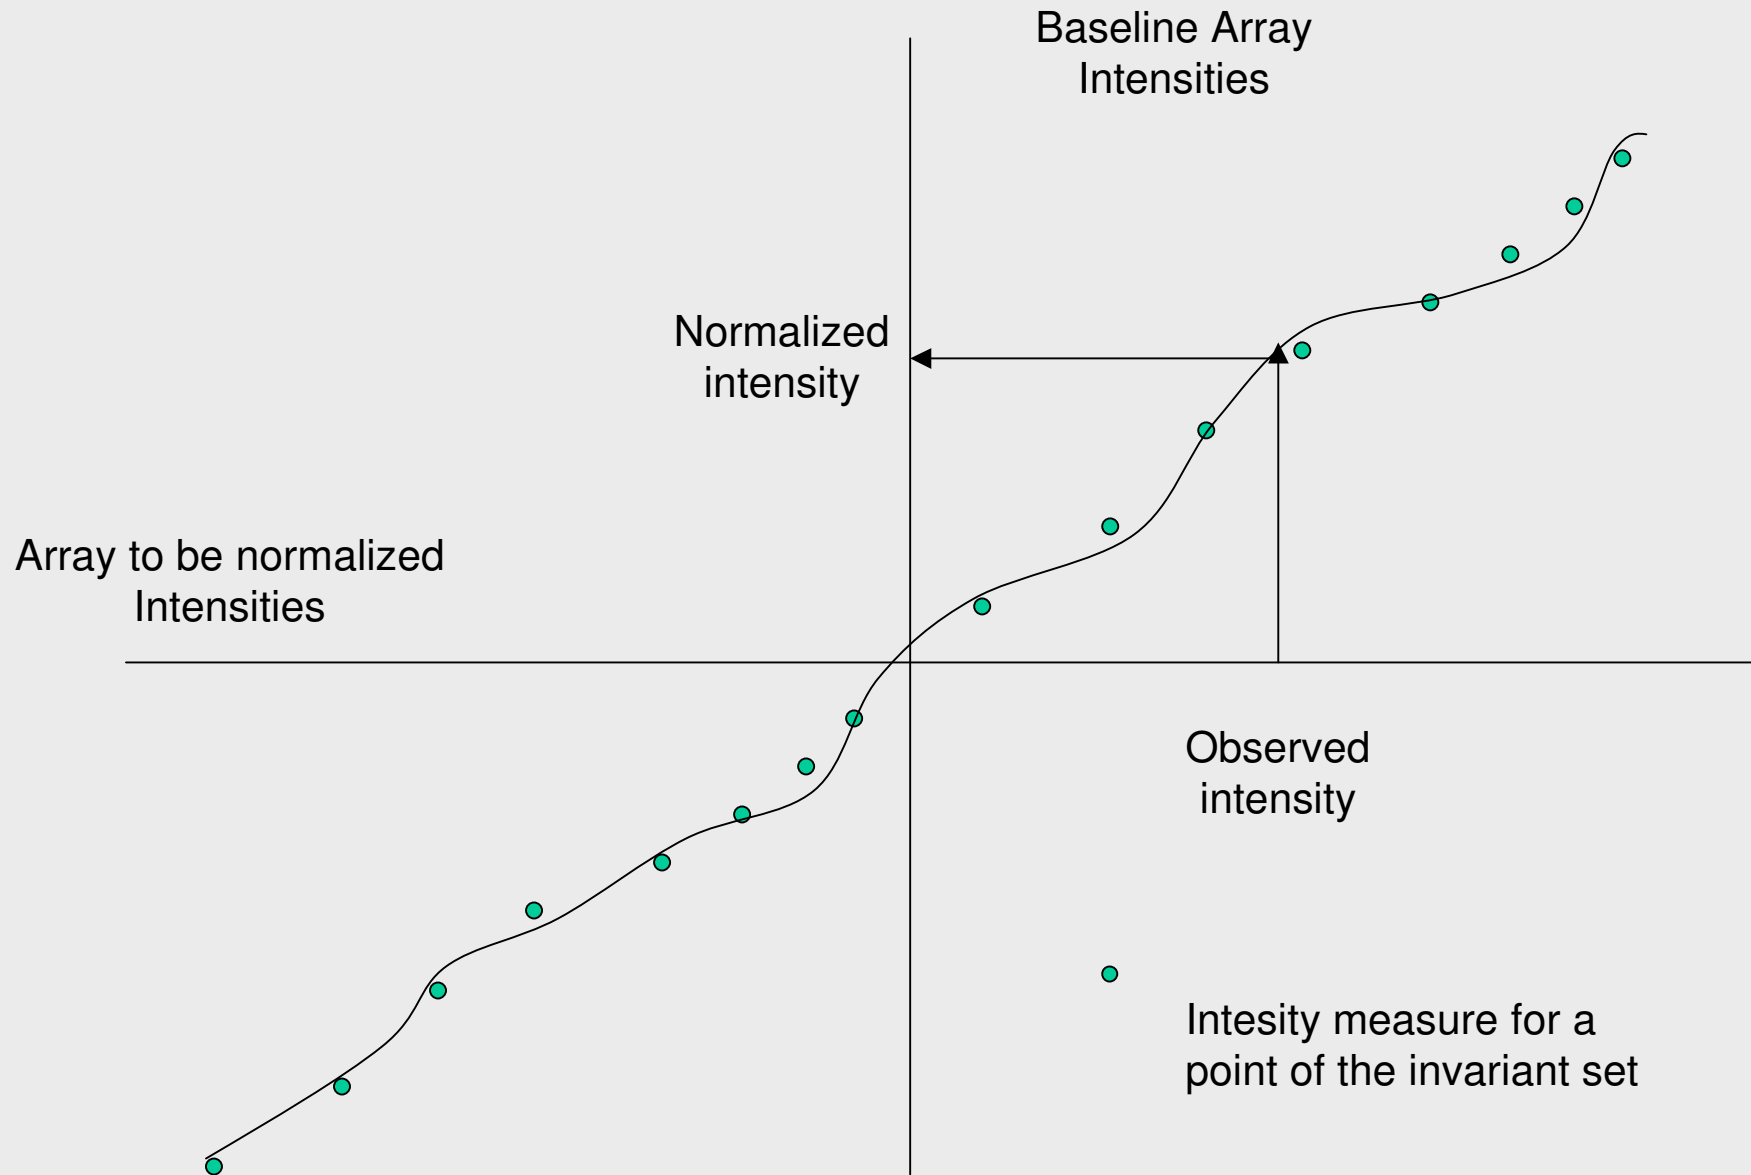 Baseline Array
Intensities
Normalized
intensity
Array to be normalized
Intensities
Observed
intensity
Intesity measure for a
point of the invariant set